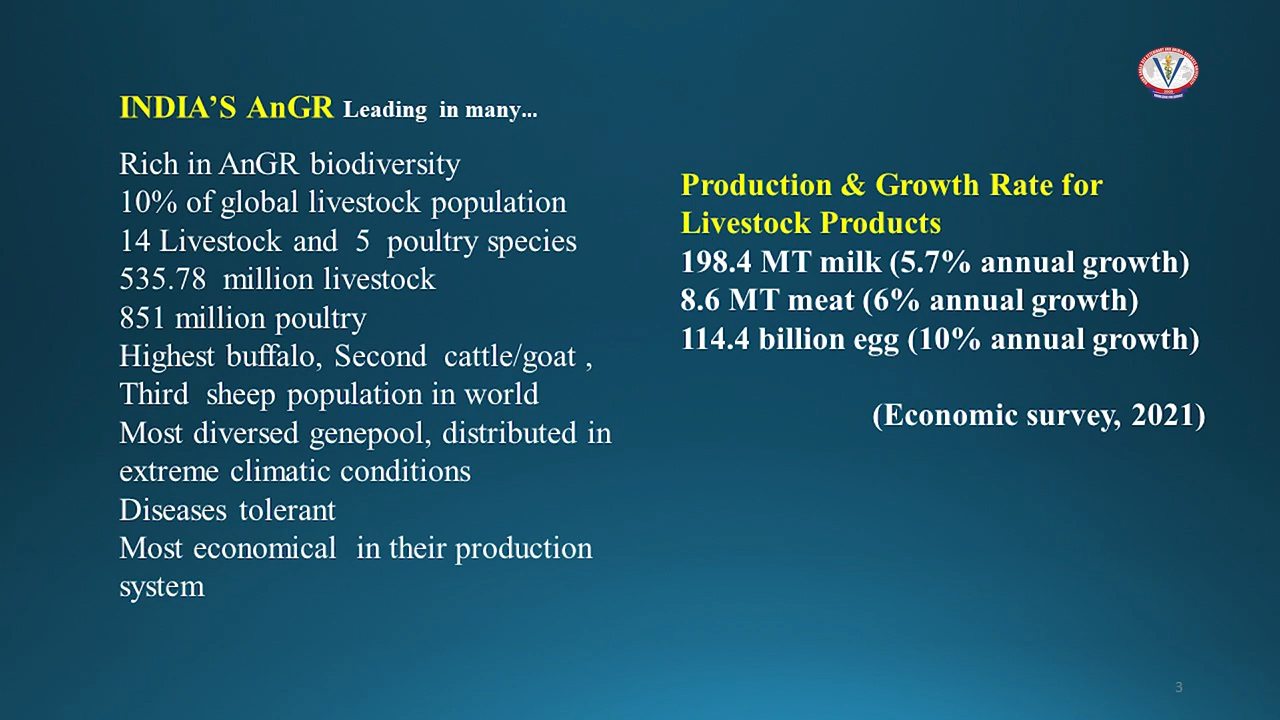 INDIA'S AnGR Leading in many...
Rich in AnGR biodiversity
10% of global livestock population
14 Livestock and 5 poultry species
535.78 million livestock
851 million poultry
Highest buffalo, Second cattle/goat ,
Third sheep population in world
Most diversed genepool, distributed in
extreme climatic conditions
Diseases tolerant
Most economical in their production
system
Production & Growth Rate for
Livestock Products
198.4 MT milk (5.7% annual growth)
8.6 MT meat (6% annual growth)
114.4 billion egg (10% annual growth)
(Economic survey, 2021)
3